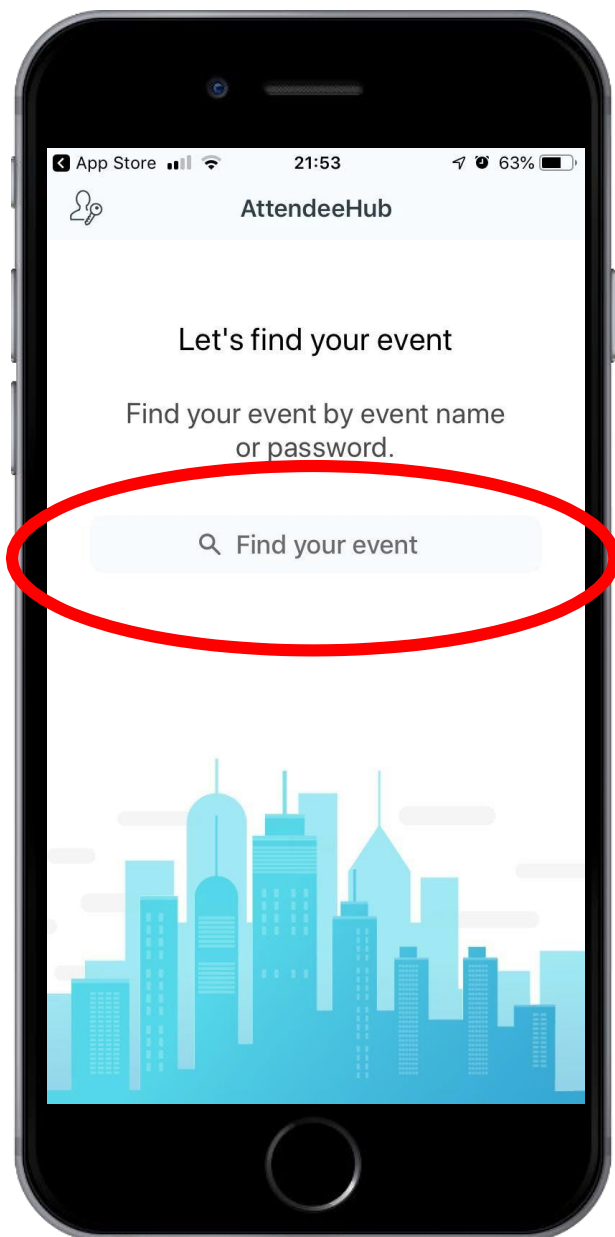 App Store 21:53 63%
AttendeeHub
Let's find your event
Find your event by event name
or password.
Find your event